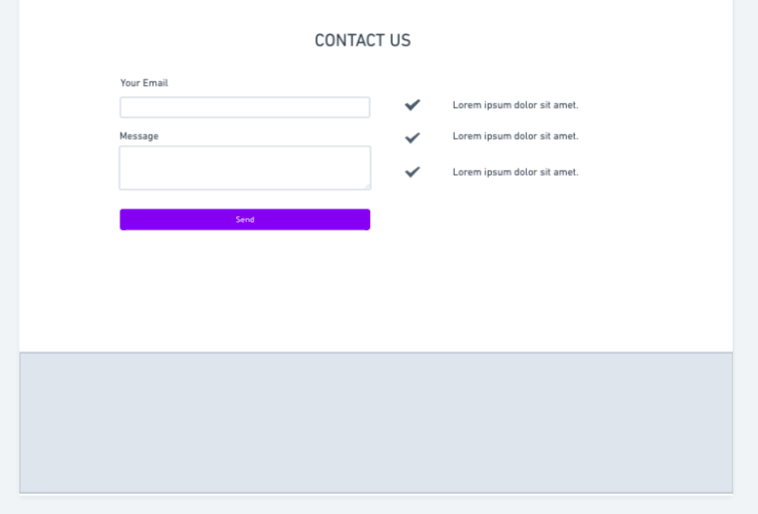 CONTACT US
Your Email
Lorem ipsum dolor sit amet.
Message
Lorem ipsum dolor sit amet.
Lorem ipsum dolor sit amet.
Send